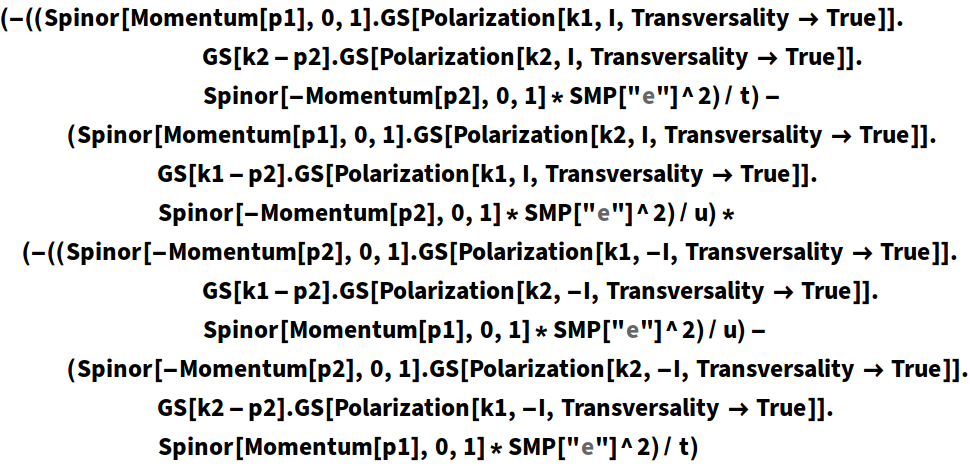 (-((Spinor[Momentum[p1], 0, 1].GS[Polarization[k1, I, Transversality → True]].
GS[k2 - p2].GS[Polarization[k2, I, Transversality → True]].
Spinor[-Momentum[p2], 0, 1] * SMP["e"] ^ 2) / t) -
(Spinor[Momentum[p1], 0, 1].GS[Polarization[k2, I, Transversality → True]].
GS[k1 - p2].GS[Polarization[k1, I, Transversality → True]].
Spinor[-Momentum[p2], 0, 1] * SMP["e"] ^ 2) / u) *
(-((Spinor[-Momentum[p2], 0, 1].GS[Polarization[k1, -I, Transversality → True]].
GS[k1 - p2].GS[Polarization[k2, -I, Transversality → True]].
Spinor[Momentum[p1], 0, 1] * SMP["e"] ^ 2) / u) -
(Spinor[-Momentum[p2], 0, 1].GS[Polarization[k2, -I, Transversality → True]].
GS[k2 - p2].GS[Polarization[k1, -I, Transversality → True]].
Spinor[Momentum[p1], 0, 1] * SMP["e"] ^ 2) / t)